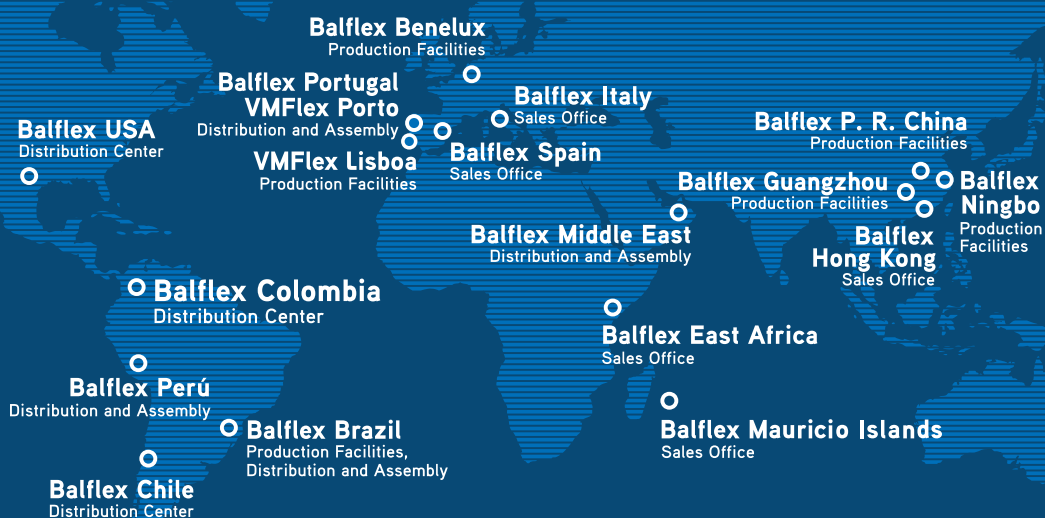 Balflex Benelux
Production Facilities
Balflex Portugal
VMFlex Porto
Distribution and Assembly
Balflex Italy
Sales Office
Balflex USA
Distribution Center
VMFlex Lisboa
Production Facilities
Balflex Spain
Sales Office
Balflex P. R. China
Production Facilities
Balflex Guangzhou
Production Facilities
Balflex
Ningbo
Production
Facilities
Balflex
Hong Kong
Sales Office
Balflex Middle East
Distribution and Assembly
Balflex Colombia
Distribution Center
Balflex East Africa
Sales Office
Balflex Perú
Distribution and Assembly
Balflex Brazil
Production Facilities,
Distribution and Assembly
Balflex Mauricio Islands
Sales Office
Balflex Chile
Distribution Center